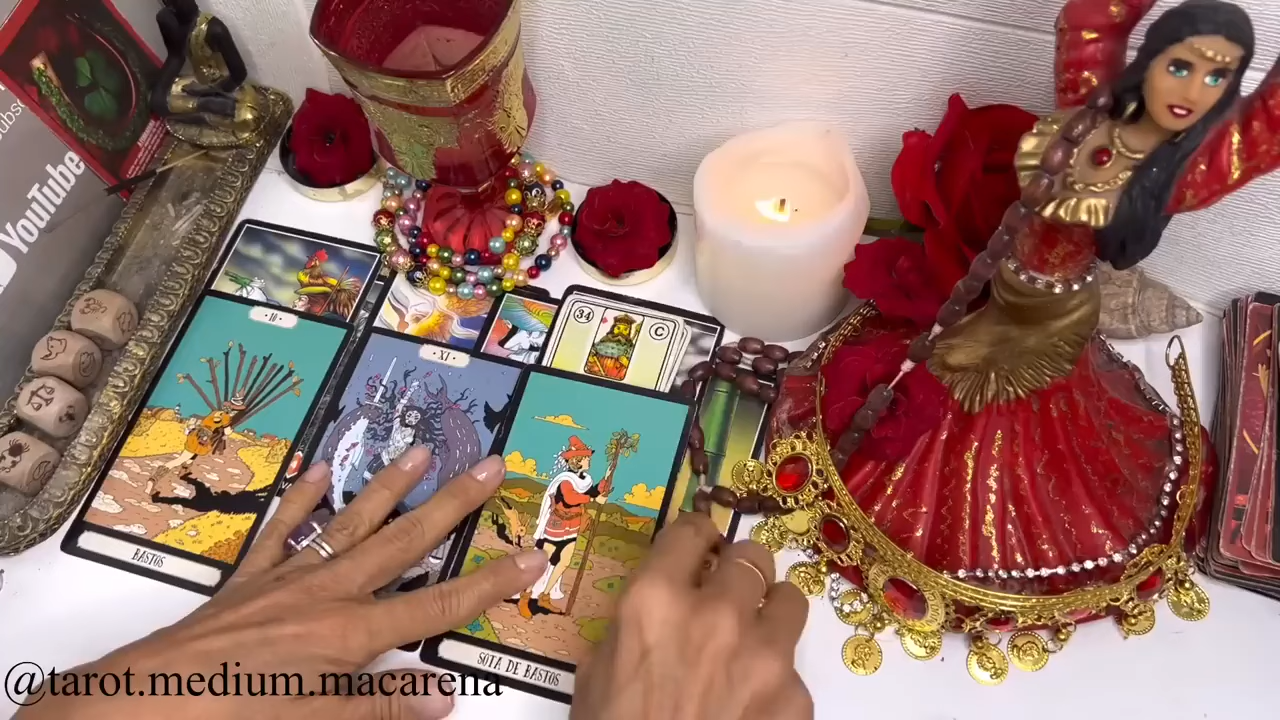 YouTube
34
C
· 10 ·
· XI ·
BASTOS
SOTA DE BASTOS
@tarot.medium.macarena